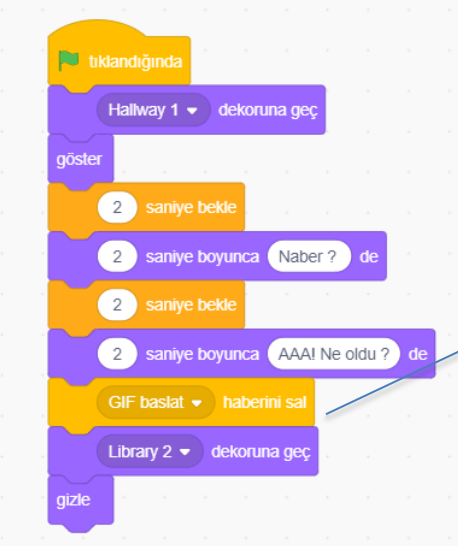 tıklandığında
Hallway 1 dekoruna geç
göster
2 saniye bekle
2 saniye boyunca Naber ? de
2 saniye bekle
2 saniye boyunca AAA! Ne oldu ? de
GIF baslat haberini sal
Library 2 dekoruna geç
gizle